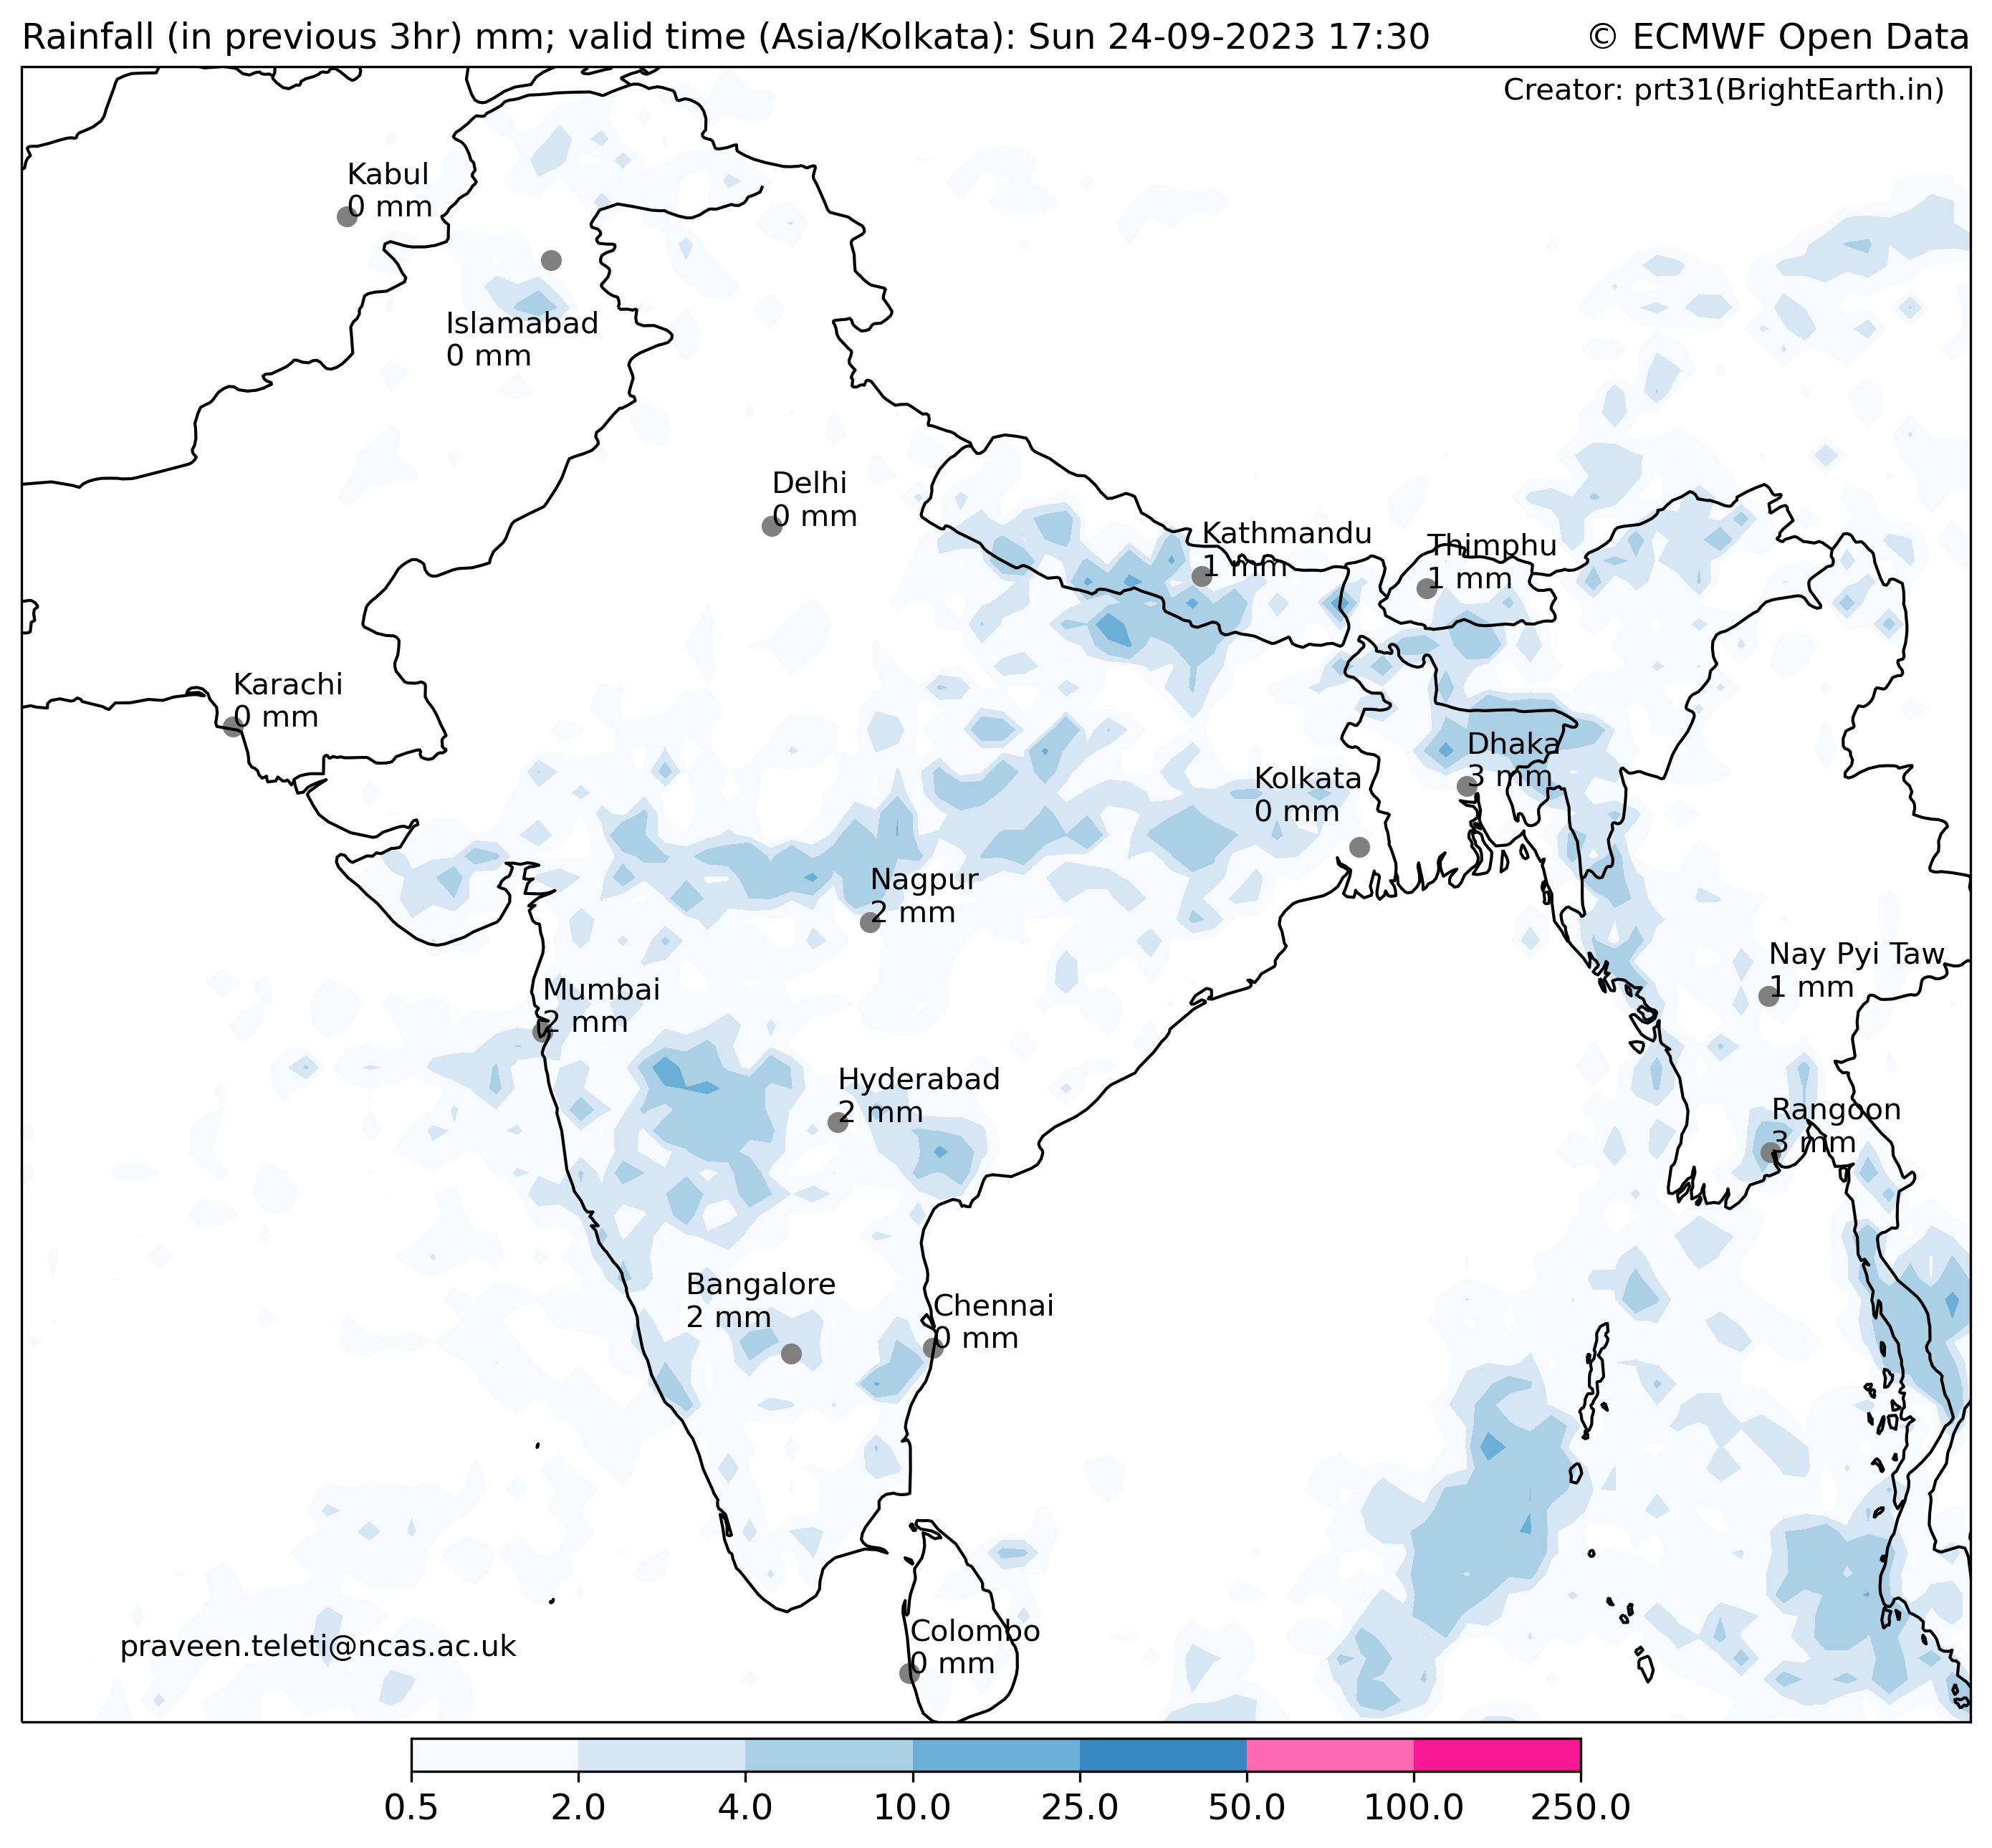 Rainfall (in previous 3hr) mm; valid time (Asia/Kolkata): Sun 24-09-2023 17:30
© ECMWF Open Data
Creator: prt31(BrightEarth.in)
Kabul
0 mm
Islamabad
0 mm
Delhi
0 mm
Kathmandu
1 mm
Thimphu
1 mm
Karachi
0 mm
Dhaka
3 mm
Kolkata
0 mm
Nagpur
2 mm
Nay Pyi Taw
1 mm
Mumbai
2 mm
Hyderabad
2 mm
Rangoon
3 mm
Bangalore
2 mm
Chennai
0 mm
Colombo
0 mm
praveen.teleti@ncas.ac.uk
0.5 2.0 4.0 10.0 25.0 50.0 100.0 250.0